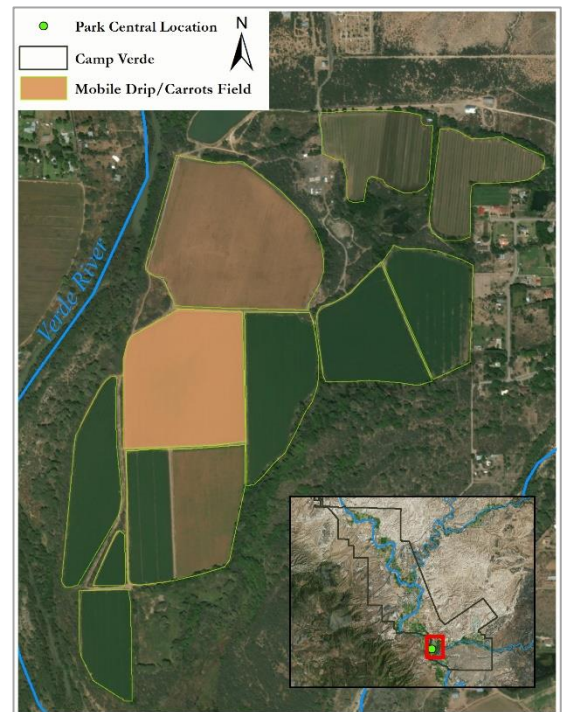 Park Central Location
N
Camp Verde
Mobile Drip/Carrots Field
Verde River